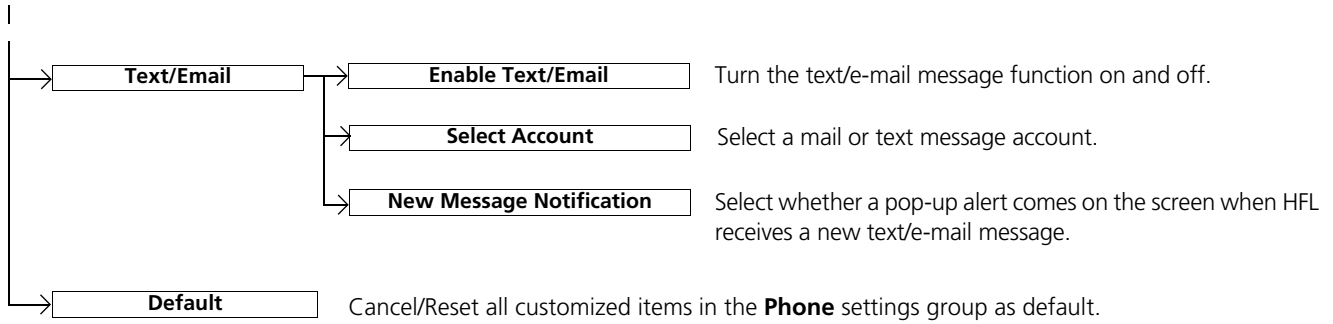 Text/Email
Enable Text/Email
Turn the text/e-mail message function on and off.
Select Account
Select a mail or text message account.
New Message Notification
Select whether a pop-up alert comes on the screen when HFL
receives a new text/e-mail message.
Default
Cancel/Reset all customized items in the Phone settings group as default.